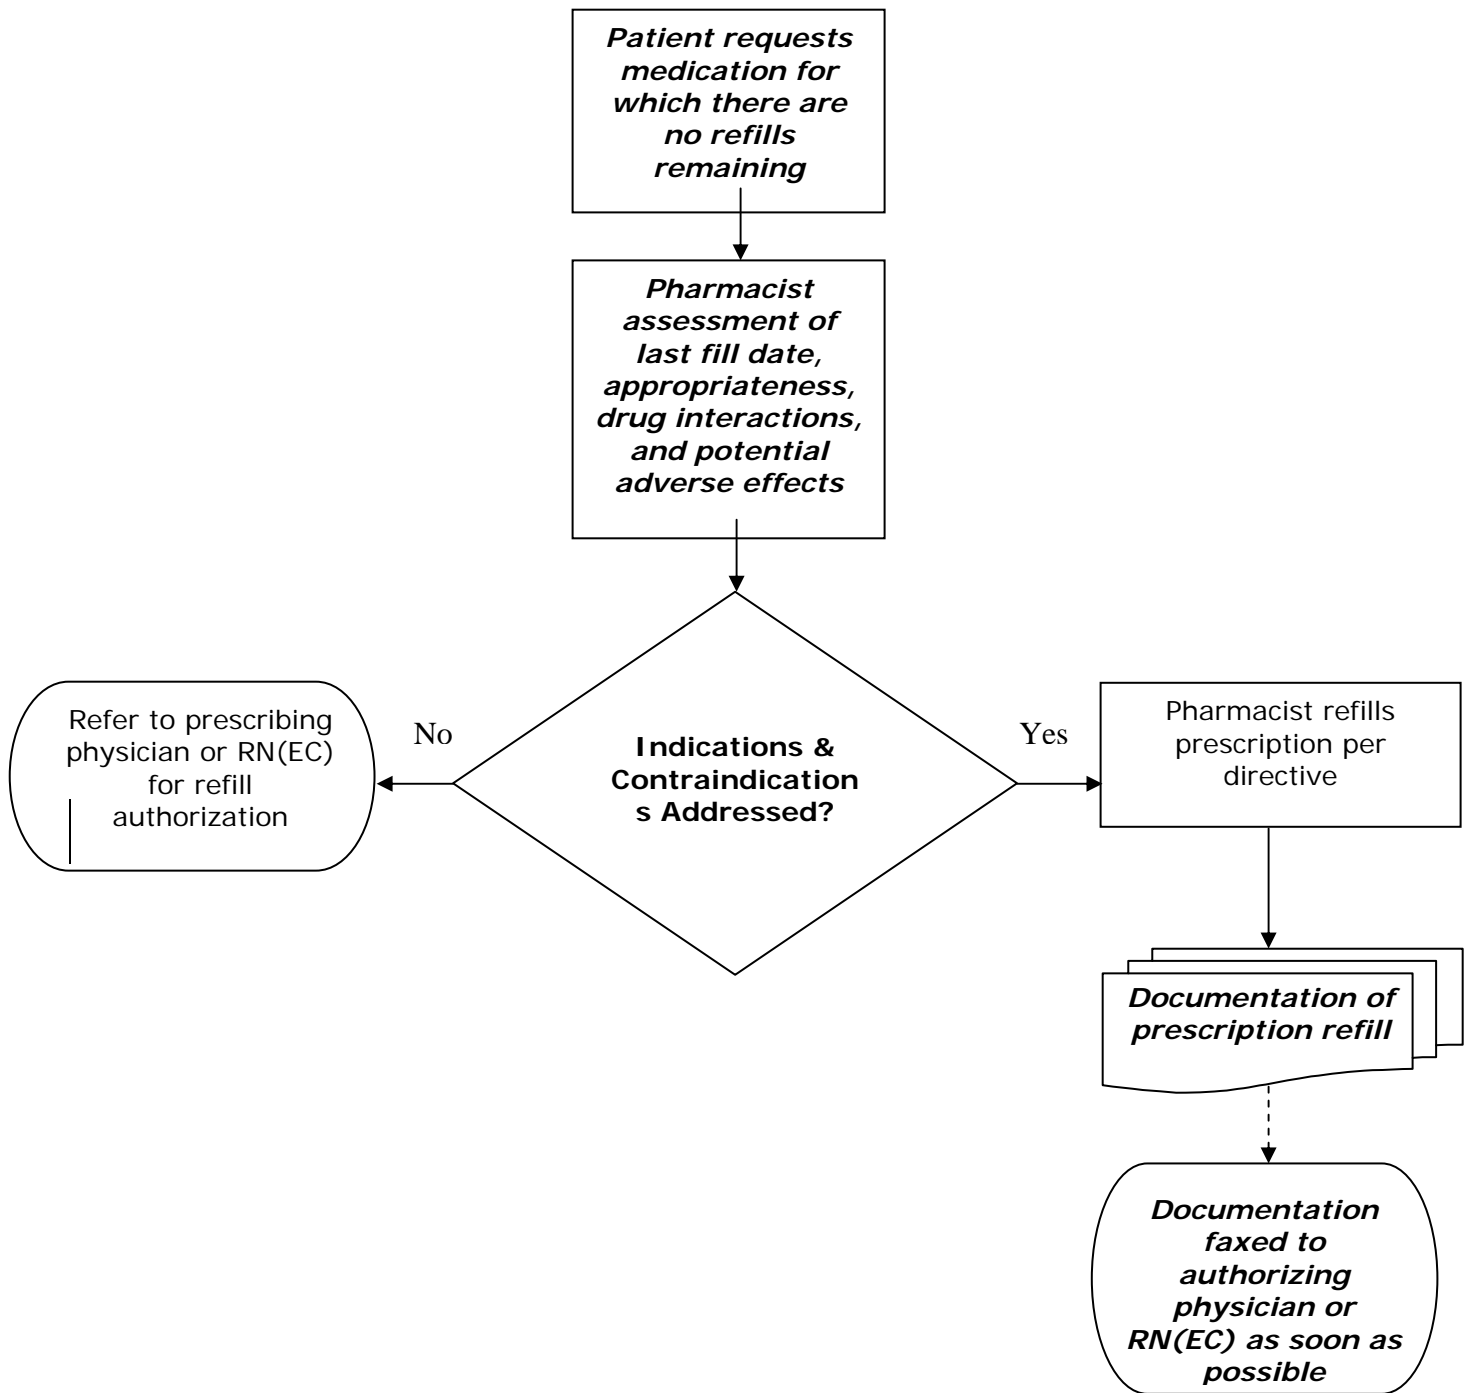 Patient requests
medication for
which there are
no refills
remaining
Pharmacist
assessment of
last fill date,
appropriateness,
drug interactions,
and potential
adverse effects
Indications &
Contraindication
s Addressed?
No
Refer to prescribing
physician or RN(EC)
for refill
authorization
Yes
Pharmacist refills
prescription per
directive
Documentation of
prescription refill
Documentation
faxed to
authorizing
physician or
RN(EC) as soon as
possible